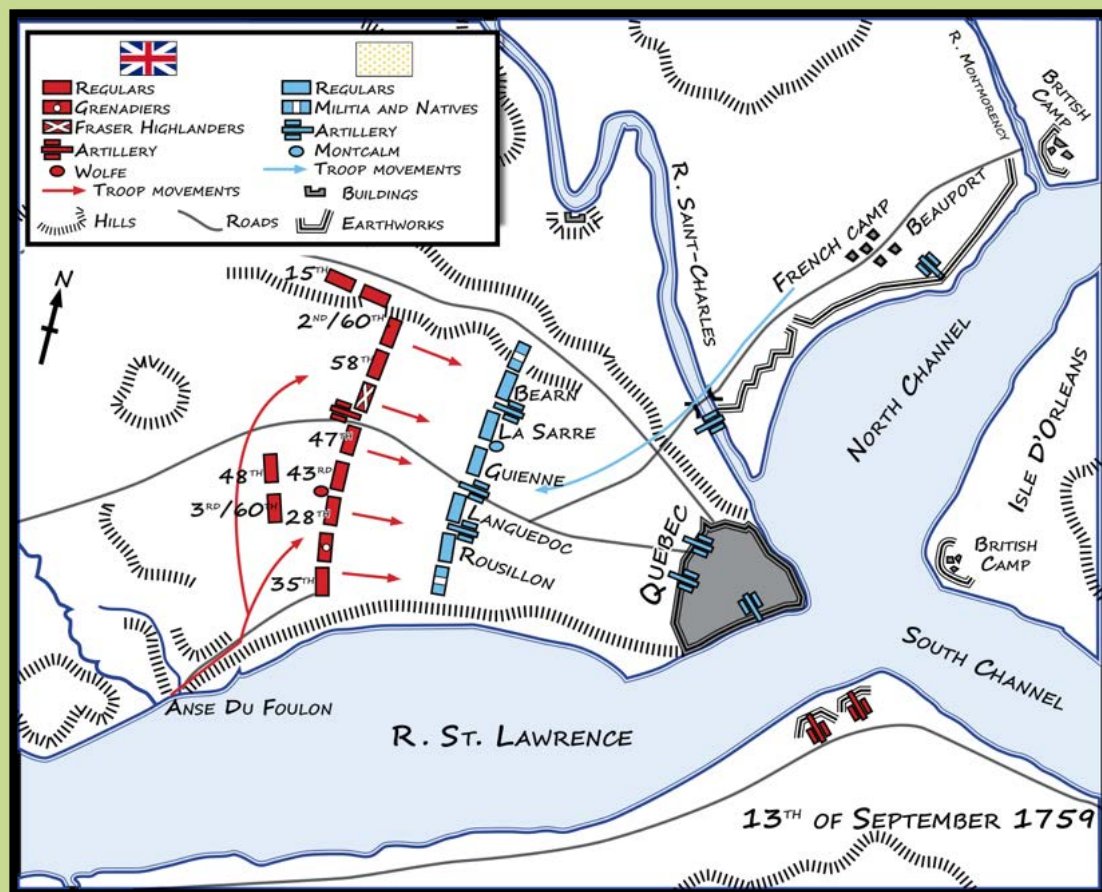 REGULARS
GRENADIERS
FRASER HIGHLANDERS
ARTILLERY
WOLFE
TROOP MOVEMENTS
HILLS
ROADS
REGULARS
MILITIA AND NATIVES
ARTILLERY
MONTCALM
TROOP MOVEMENTS
BUILDINGS
EARTHWORKS
N
R. MONTMORENCY
BRITISH
CAMP
R. SAINT-CHARLES
FRENCH CAMP
BEAUPORT
15TH
2ND/60TH
58TH
47TH
48TH
43RD
3RD/60TH
28TH
35TH
BEARN
LA SARRE
GUIENNE
LANGUEDOC
ROUSILLON
QUEBEC
NORTH CHANNEL
ISLE D'ORLEANS
BRITISH
CAMP
SOUTH CHANNEL
ANSE DU FOULON
R. ST. LAWRENCE
13TH OF SEPTEMBER 1759